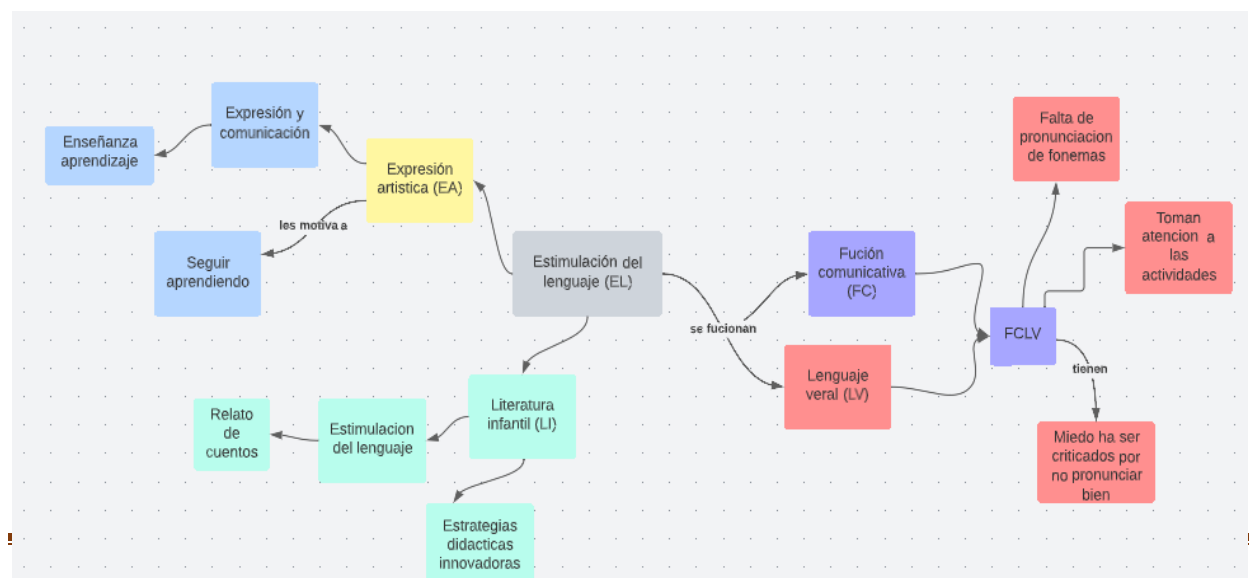 Expresión y
comunicación
Enseñanza
aprendizaje
Expresión
artistica (EA)
les motiva a
Seguir
aprendiendo
Estimulación del
lenguaje (EL)
Literatura
infantil (LI)
Estimulacion
del lenguaje
Relato
de
cuentos
Estrategias
didacticas
innovadoras
se fucionan
Fución
comunicativa
(FC)
Lenguaje
veral (LV)
FCLV
Falta de
pronunciacion
de fonemas
Toman
atencion a
las
actividades
tienen
Miedo ha ser
criticados por
no pronunciar
bien